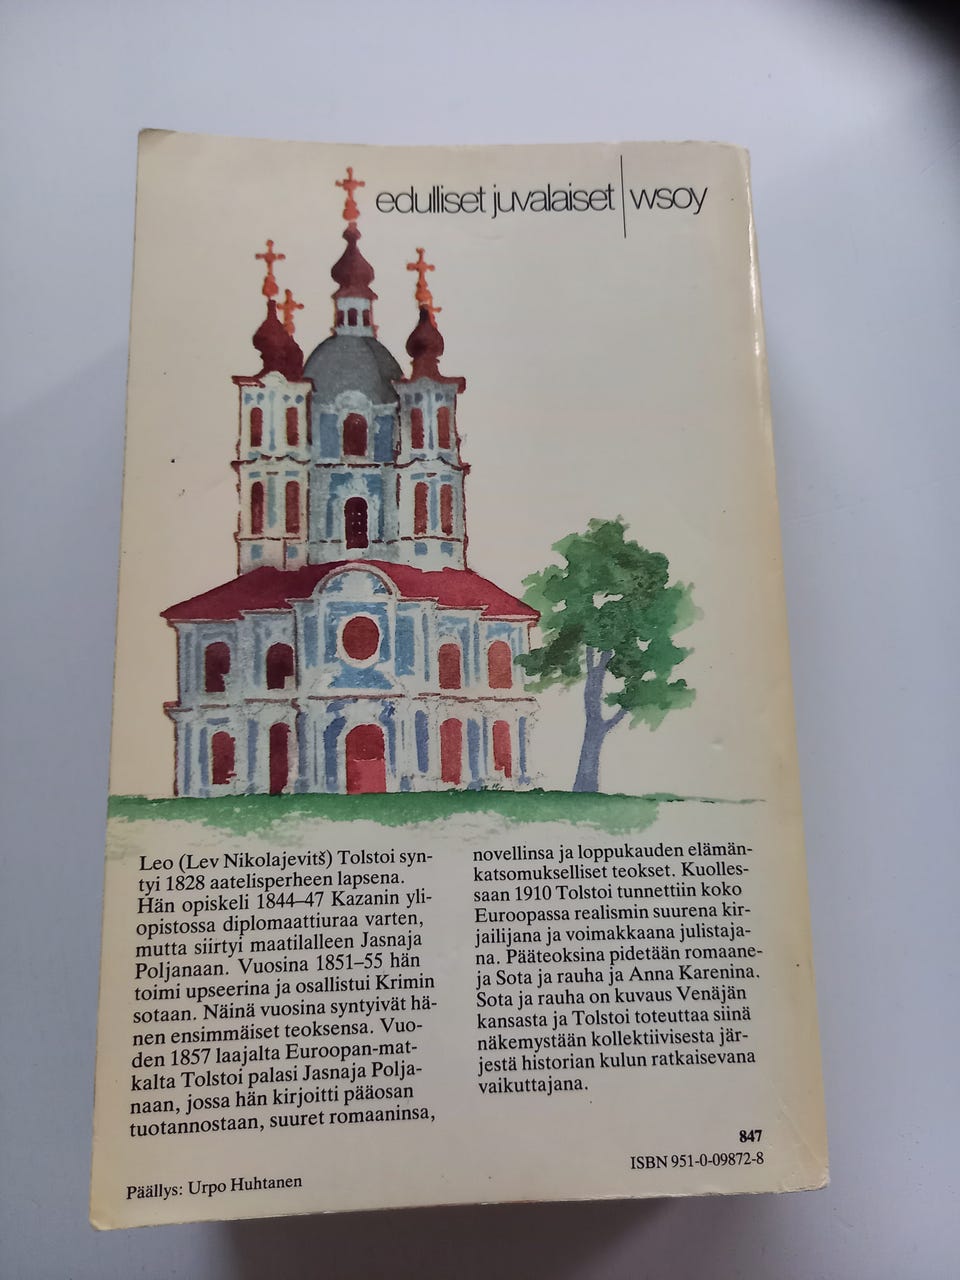 edulliset juvalaiset | wsoy
Leo (Lev Nikolajevitš) Tolstoi syn-
tyi 1828 aatelisperheen lapsena.
Hän opiskeli 1844–47 Kazanin yli-
opistossa diplomaattiuraa varten,
mutta siirtyi maatilalleen Jasnaja
Poljanaan. Vuosina 1851–55 hän
toimi upseerina ja osallistui Krimin
sotaan. Näinä vuosina syntyivät hä-
nen ensimmäiset teoksensa. Vuo-
den 1857 laajalta Euroopan-mat-
kalta Tolstoi palasi Jasnaja Polja-
naan, jossa hän kirjoitti pääosan
tuotannostaan, suuret romaaninsa,
novellinsa ja loppukauden elämän-
katsomukselliset teokset. Kuolles-
saan 1910 Tolstoi tunnettiin koko
Euroopassa realismin suurena kir-
jailijana ja voimakkaana julistaja-
na. Pääteoksina pidetään romaane-
ja Sota ja rauha ja Anna Karenina.
Sota ja rauha on kuvaus Venäjän
kansasta ja Tolstoi toteuttaa siinä
näkemystään kollektiivisesta jär-
jestä historian kulun ratkaisevana
vaikuttajana.
847
ISBN 951-0-09872-8
Päällys: Urpo Huhtanen